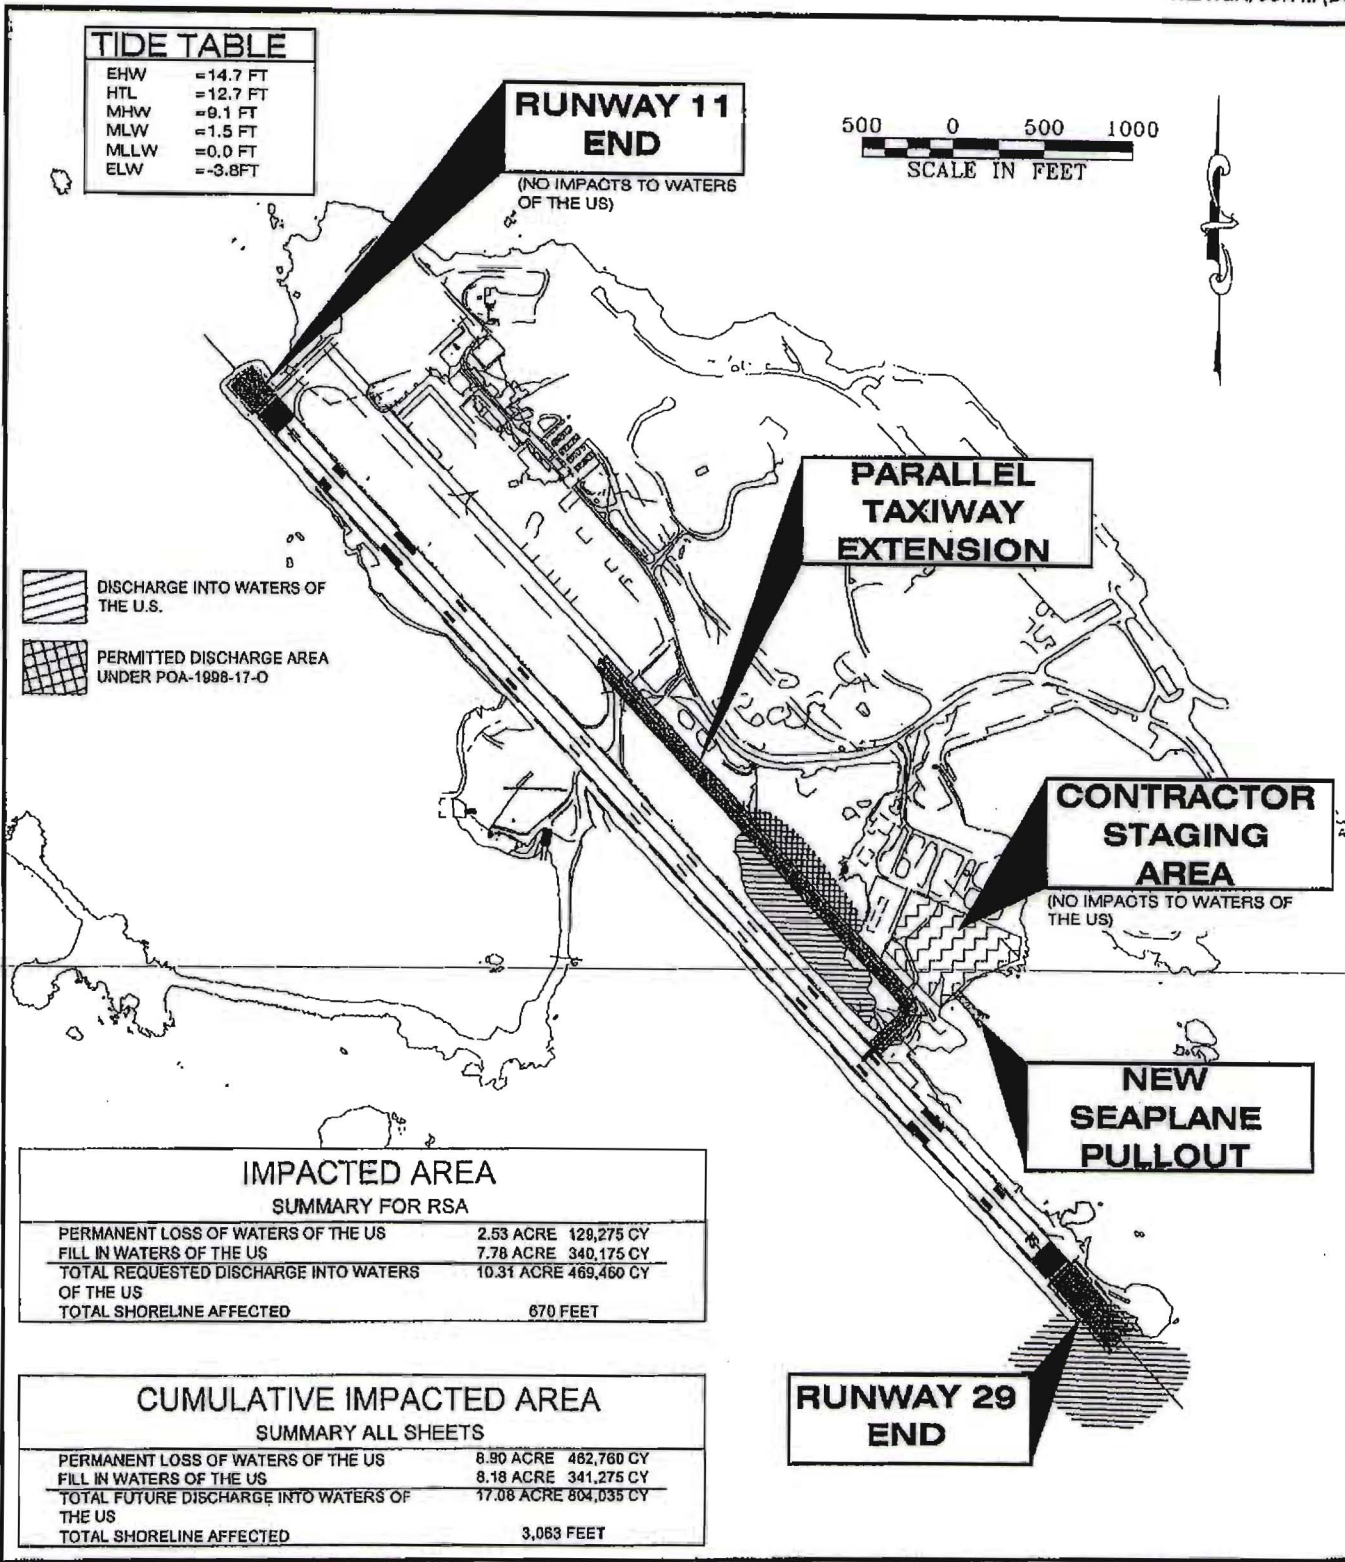 TIDE TABLE
EHW =14.7 FT
HTL =12.7 FT
MHW =9.1 FT
MLW =1.5 FT
MLLW =0.0 FT
ELW =-3.8FT
RUNWAY 11
END
(NO IMPACTS TO WATERS
OF THE US)
500 0 500 1000
SCALE IN FEET
PARALLEL
TAXIWAY
EXTENSION
DISCHARGE INTO WATERS OF
THE U.S.
PERMITTED DISCHARGE AREA
UNDER POA-1998-17-O
CONTRACTOR
STAGING
AREA
(NO IMPACTS TO WATERS OF
THE US)
NEW
SEAPLANE
PULLOUT
IMPACTED AREA
SUMMARY FOR RSA
PERMANENT LOSS OF WATERS OF THE US 2.53 ACRE 129,275 CY
FILL IN WATERS OF THE US 7.78 ACRE 340,175 CY
TOTAL REQUESTED DISCHARGE INTO WATERS 10.31 ACRE 469,460 CY
OF THE US
TOTAL SHORELINE AFFECTED 670 FEET
RUNWAY 29
END
CUMULATIVE IMPACTED AREA
SUMMARY ALL SHEETS
PERMANENT LOSS OF WATERS OF THE US 8.90 ACRE 462,760 CY
FILL IN WATERS OF THE US 8.18 ACRE 341,275 CY
TOTAL FUTURE DISCHARGE INTO WATERS OF 17.08 ACRE 804,035 CY
THE US
TOTAL SHORELINE AFFECTED 3,063 FEET